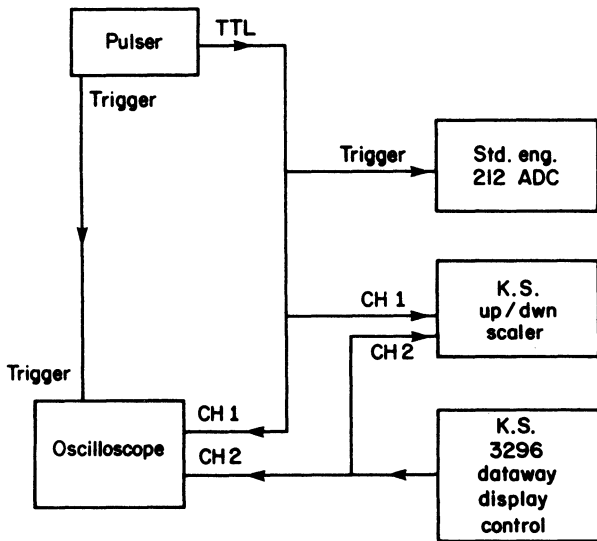 Pulser
TTL
Trigger
Trigger
Std. eng.
212 ADC
CH 1
K.S.
up/dwn
scaler
CH 2
Trigger
CH 1
Oscilloscope
CH 2
K.S.
3296
dataway
display
control